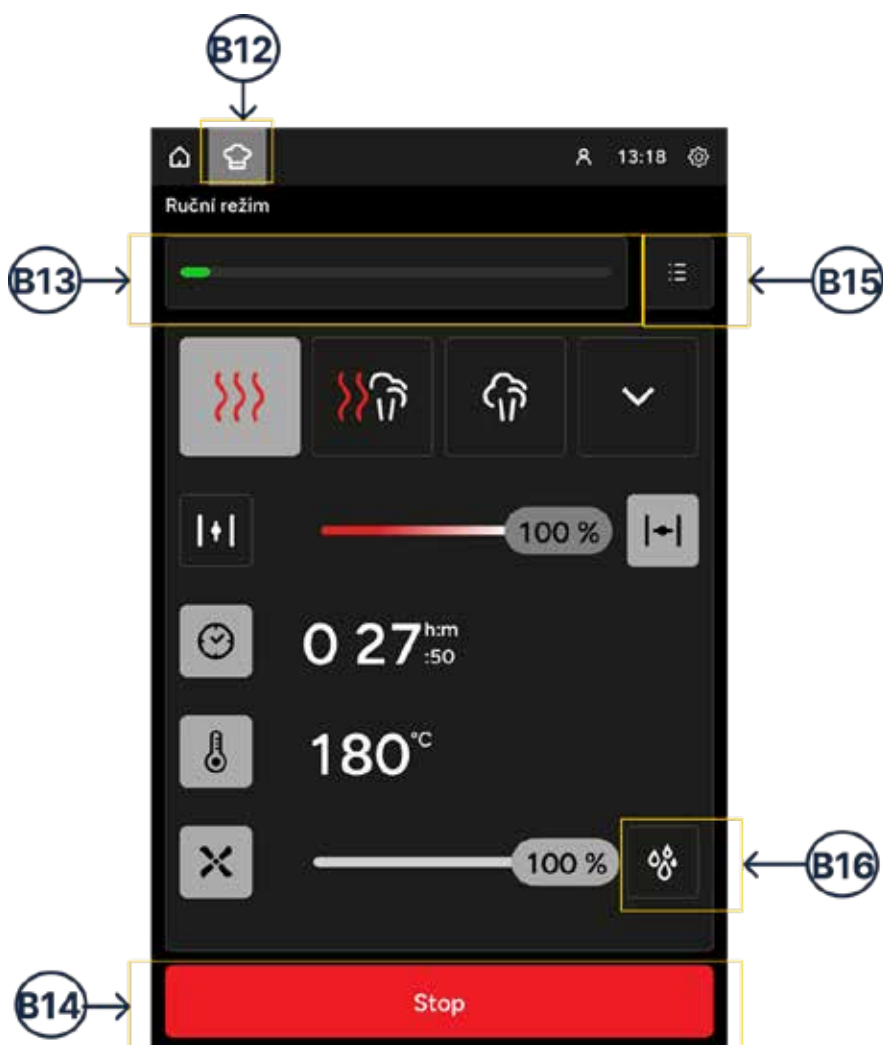 B12
13:18
Ruční režim
B13
B15
100 %
0 27 h:m
:50
180 °C
100 %
B16
B14
Stop